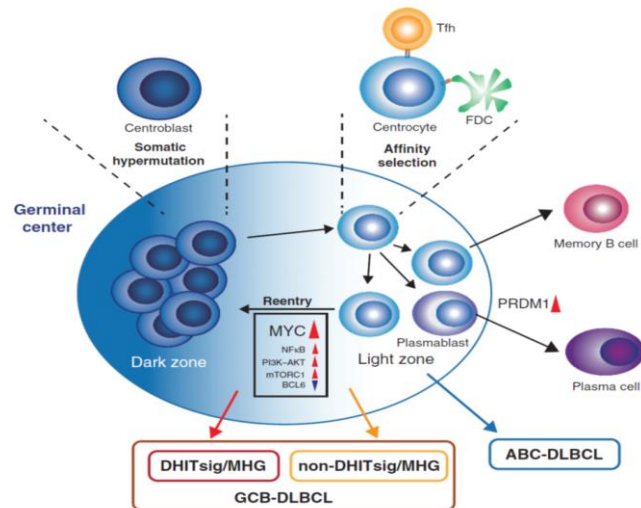 Tfh
Centroblast
Somatic
hypermutation
Centrocyte
FDC
Affinity
selection
Germinal
center
Memory B cell
Reentry
MYC
NFκB
PI3K–AKT
mTORC1
BCL6
Dark zone
Light zone
Plasmablast
PRDM1
Plasma cell
DHITsig/MHG
non-DHITsig/MHG
GCB-DLBCL
ABC-DLBCL